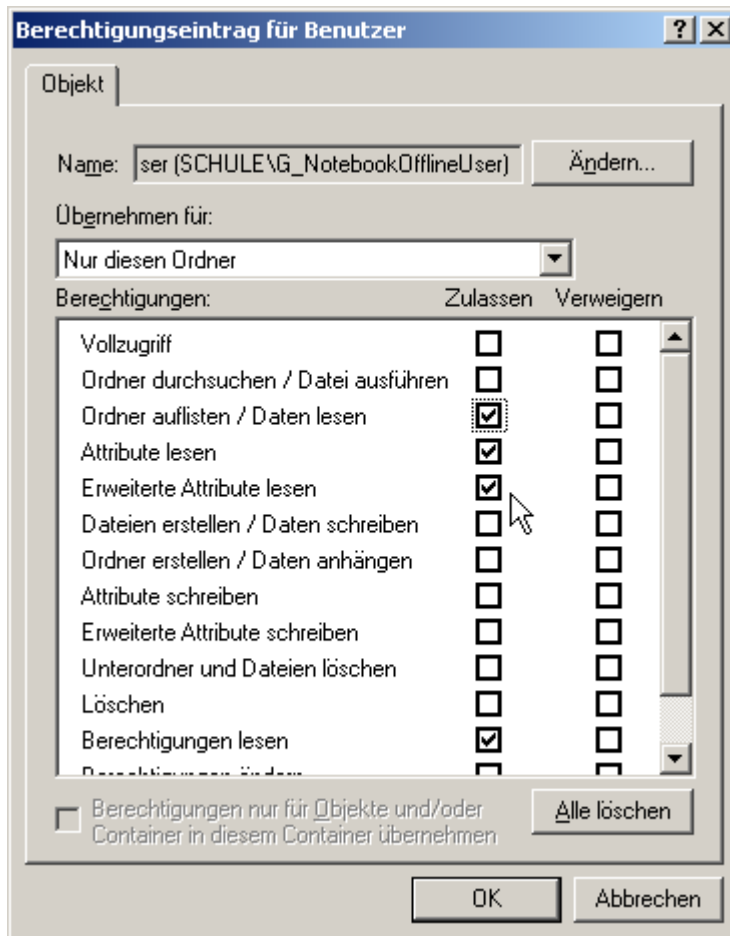 Berechtigungseintrag für Benutzer
Objekt
Name: ser (SCHULE\G_NotebookOfflineUser) Ändern...
Übernehmen für:
Nur diesen Ordner
Berechtigungen: Zulassen Verweigern
Vollzugriff
Ordner durchsuchen / Datei ausführen
Ordner auflisten / Daten lesen
Attribute lesen
Erweiterte Attribute lesen
Dateien erstellen / Daten schreiben
Ordner erstellen / Daten anhängen
Attribute schreiben
Erweiterte Attribute schreiben
Unterordner und Dateien löschen
Löschen
Berechtigungen lesen
Berechtigungen ändern
Berechtigungen nur für Objekte und/oder
Container in diesem Container übernehmen
Alle löschen
OK Abbrechen